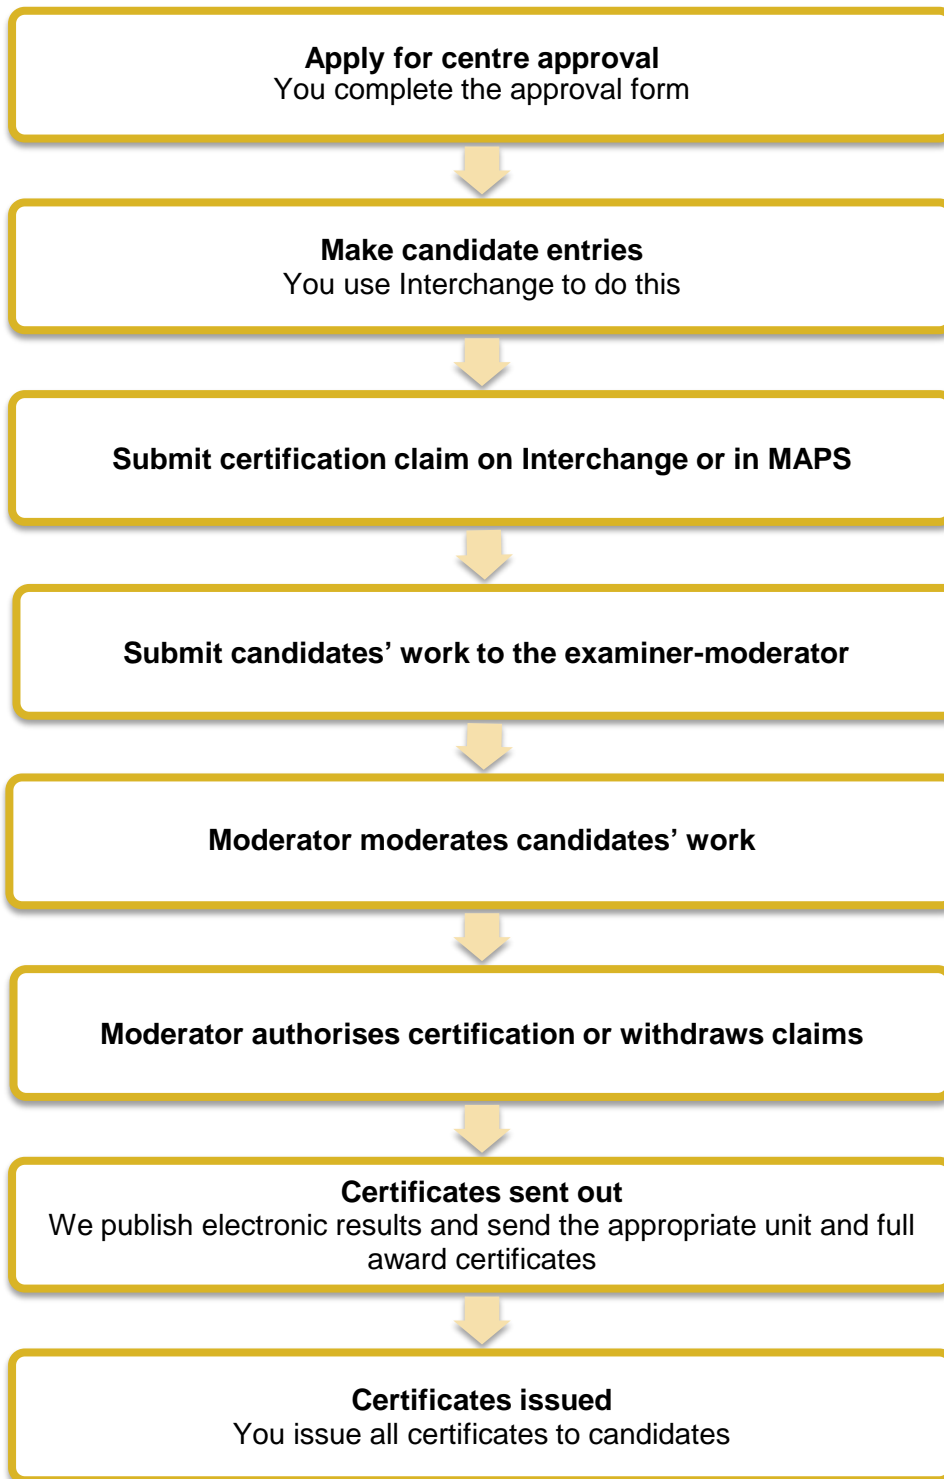 Apply for centre approval
You complete the approval form
Make candidate entries
You use Interchange to do this
Submit certification claim on Interchange or in MAPS
Submit candidates’ work to the examiner-moderator
Moderator moderates candidates’ work
Moderator authorises certification or withdraws claims
Certificates sent out
We publish electronic results and send the appropriate unit and full
award certificates
Certificates issued
You issue all certificates to candidates